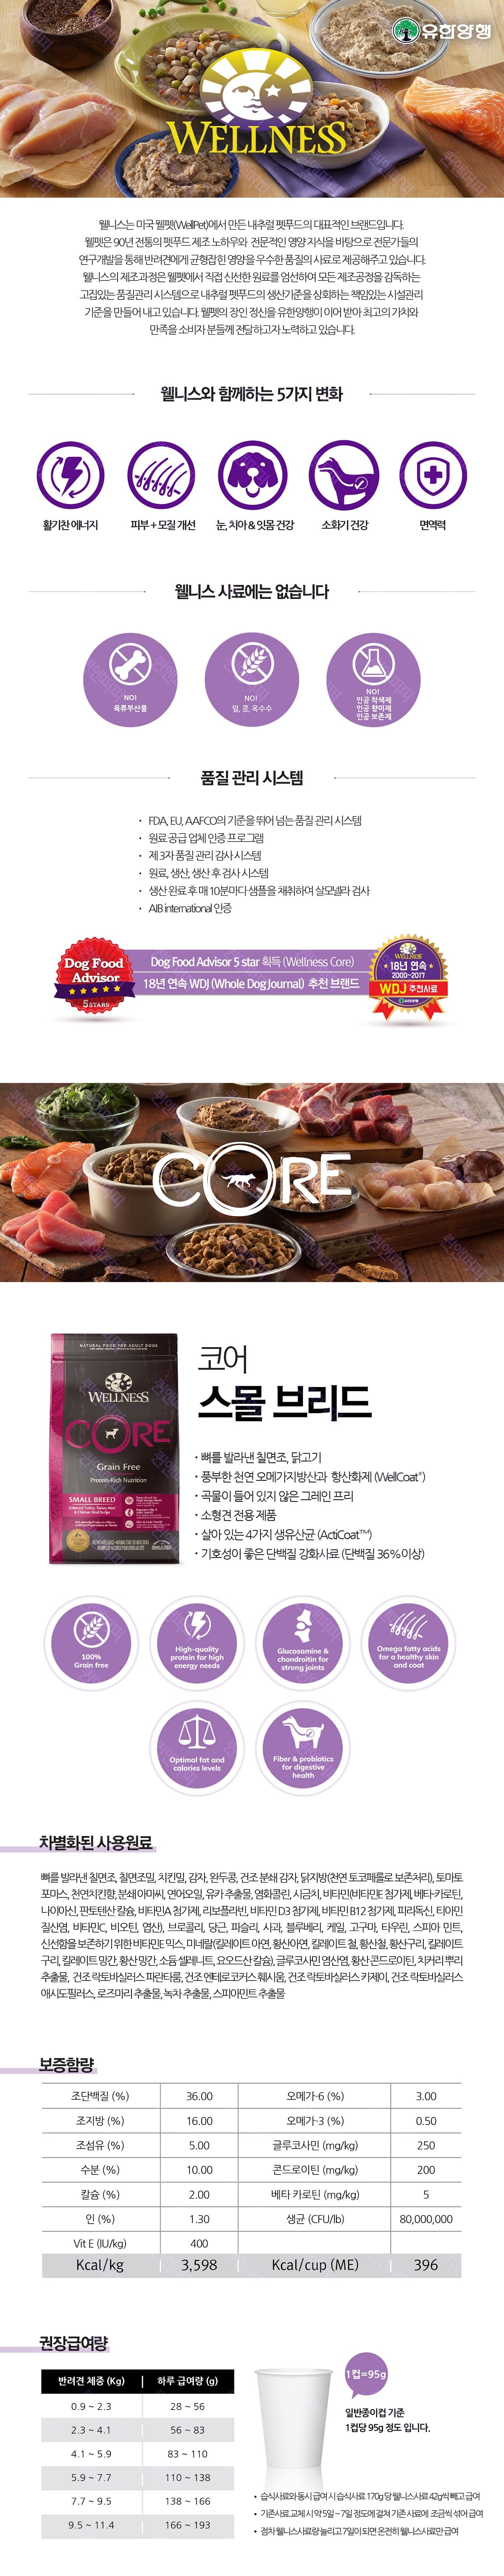 유한양행
WELLNESS
웰니스는 미국 웰펫(WellPet)에서 만든 내추럴 펫푸드의 대표적인 브랜드입니다.
웰펫은 90년 전통의 펫푸드 제조 노하우와 전문적인 영양 지식을 바탕으로 전문가들의
연구개발을 통해 반려견에게 균형잡힌 영양을 우수한 품질의 사료로 제공해주고 있습니다.
웰니스의 제조과정은 웰펫에서 직접 신선한 원료를 엄선하여 모든 제조공정을 감독하는
고집있는 품질관리 시스템으로 내추럴 펫푸드의 생산기준을 상회하는 책임있는 시설관리
기준을 만들어 내고 있습니다. 웰펫의 장인 정신을 유한양행이 이어 받아 최고의 가치와
만족을 소비자 분들께 전달하고자 노력하고 있습니다.
웰니스와 함께하는 5가지 변화
활기찬 에너지
피부 + 모질 개선
눈, 치아 & 잇몸 건강
소화기 건강
면역력
웰니스 사료에는 없습니다
NO!
육류부산물
NO!
밀, 콩, 옥수수
NO!
인공 착색제
인공 향미제
인공 보존제
품질 관리 시스템
• FDA, EU, AAFCO의 기준을 뛰어 넘는 품질 관리 시스템
• 원료 공급 업체 인증 프로그램
• 제 3자 품질 관리 감사 시스템
• 원료, 생산, 생산 후 검사 시스템
• 생산 완료 후 매 10분마다 샘플을 채취하여 살모넬라 검사
• AIB international 인증
Dog Food
Advisor
5 STARS
Dog Food Advisor 5 star 획득 (Wellness Core)
18년 연속 WDJ (Whole Dog Journal) 추천 브랜드
WELLNESS
18년 연속
2000-2017
WDJ 추천사료
유한양행
CORE
NATURAL FOOD FOR ADULT DOGS
WELLNESS
CORE
Grain Free
Protein-Rich Nutrition
SMALL BREED
코어
스몰 브리드
• 뼈를 발라낸 칠면조, 닭고기
• 풍부한 천연 오메가지방산과 항산화제 (WellCoat®)
• 곡물이 들어 있지 않은 그레인 프리
• 소형견 전용 제품
• 살아 있는 4가지 생유산균 (ActiCoat™)
• 기호성이 좋은 단백질 강화사료 (단백질 36%이상)
100%
Grain free
High-quality
protein for high
energy needs
Glucosamine &
chondroitin for
strong joints
Omega fatty acids
for a healthy skin
and coat
Optimal fat and
calories levels
Fiber & probiotics
for digestive
health
차별화된 사용원료
뼈를 발라낸 칠면조, 칠면조밀, 치킨밀, 감자, 완두콩, 건조 분쇄 감자, 닭지방(천연 토코페롤로 보존처리), 토마토
포마스, 천연치킨향, 분쇄 아마씨, 연어오일, 유카 추출물, 염화콜린, 시금치, 비타민(비타민E 첨가제, 베타-카로틴,
나이아신, 판토텐산 칼슘, 비타민A 첨가제, 리보플라빈, 비타민 D3 첨가제, 비타민 B12 첨가제, 피리독신, 티아민
질산염, 비타민C, 비오틴, 엽산), 브로콜리, 당근, 파슬리, 사과, 블루베리, 케일, 고구마, 타우린, 스피아 민트,
신선함을 보존하기 위한 비타민E 믹스, 미네랄(킬레이트 아연, 황산아연, 킬레이트 철, 황산철, 황산구리, 킬레이트
구리, 킬레이트 망간, 황산 망간, 소듐 셀레니트, 요오드산 칼슘), 글루코사민 염산염, 황산 콘드로이틴, 치커리 뿌리
추출물, 건조 락토바실러스 파란타룸, 건조 엔테로코커스 훼시움, 건조 락토바실러스 카제이, 건조 락토바실러스
애시도필러스, 로즈마리 추출물, 녹차 추출물, 스피아민트 추출물
보증함량
조단백질 (%) 36.00 오메가-6 (%) 3.00
조지방 (%) 16.00 오메가-3 (%) 0.50
조섬유 (%) 5.00 글루코사민 (mg/kg) 250
수분 (%) 10.00 콘드로이틴 (mg/kg) 200
칼슘 (%) 2.00 베타 카로틴 (mg/kg) 5
인 (%) 1.30 생균 (CFU/lb) 80,000,000
Vit E (IU/kg) 400
Kcal/kg 3,598 Kcal/cup (ME) 396
권장급여량
반려견 체중 (Kg) 하루 급여량 (g)
0.9 ~ 2.3 28 ~ 56
2.3 ~ 4.1 56 ~ 83
4.1 ~ 5.9 83 ~ 110
5.9 ~ 7.7 110 ~ 138
7.7 ~ 9.5 138 ~ 166
9.5 ~ 11.4 166 ~ 193
1컵=95g
일반종이컵 기준
1컵당 95g 정도 입니다.
• 습식사료와 동시 급여 시 습식사료 170g 당 웰니스사료 42g씩 빼고 급여
• 기존사료 교체 시 약 5일 ~ 7일 정도에 걸쳐 기존 사료에 조금씩 섞어 급여
• 점차 웰니스사료량 늘리고 7일이 되면 온전히 웰니스사료만 급여